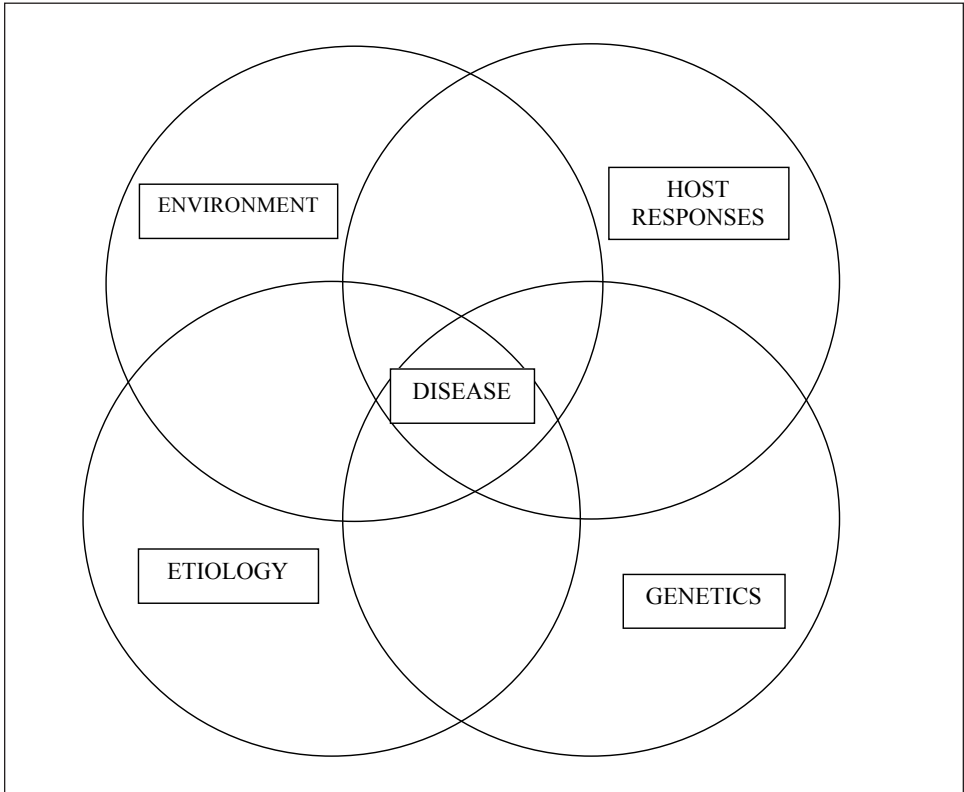 ENVIRONMENT
HOST
RESPONSES
DISEASE
ETIOLOGY
GENETICS